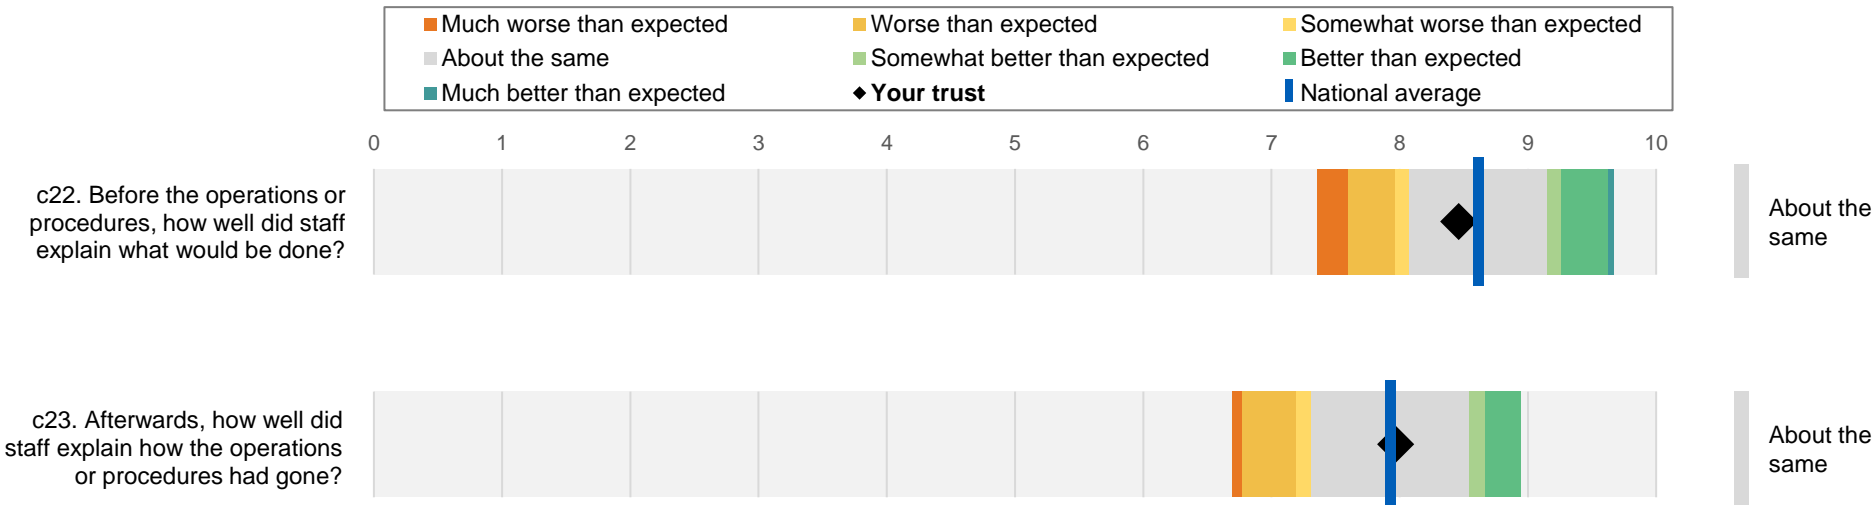 Much worse than expected
Worse than expected
Somewhat worse than expected
About the same
Somewhat better than expected
Better than expected
Much better than expected
Your trust
National average
0 1 2 3 4 5 6 7 8 9 10
c22. Before the operations or
procedures, how well did staff
explain what would be done?
About the
same
c23. Afterwards, how well did
staff explain how the operations
or procedures had gone?
About the
same